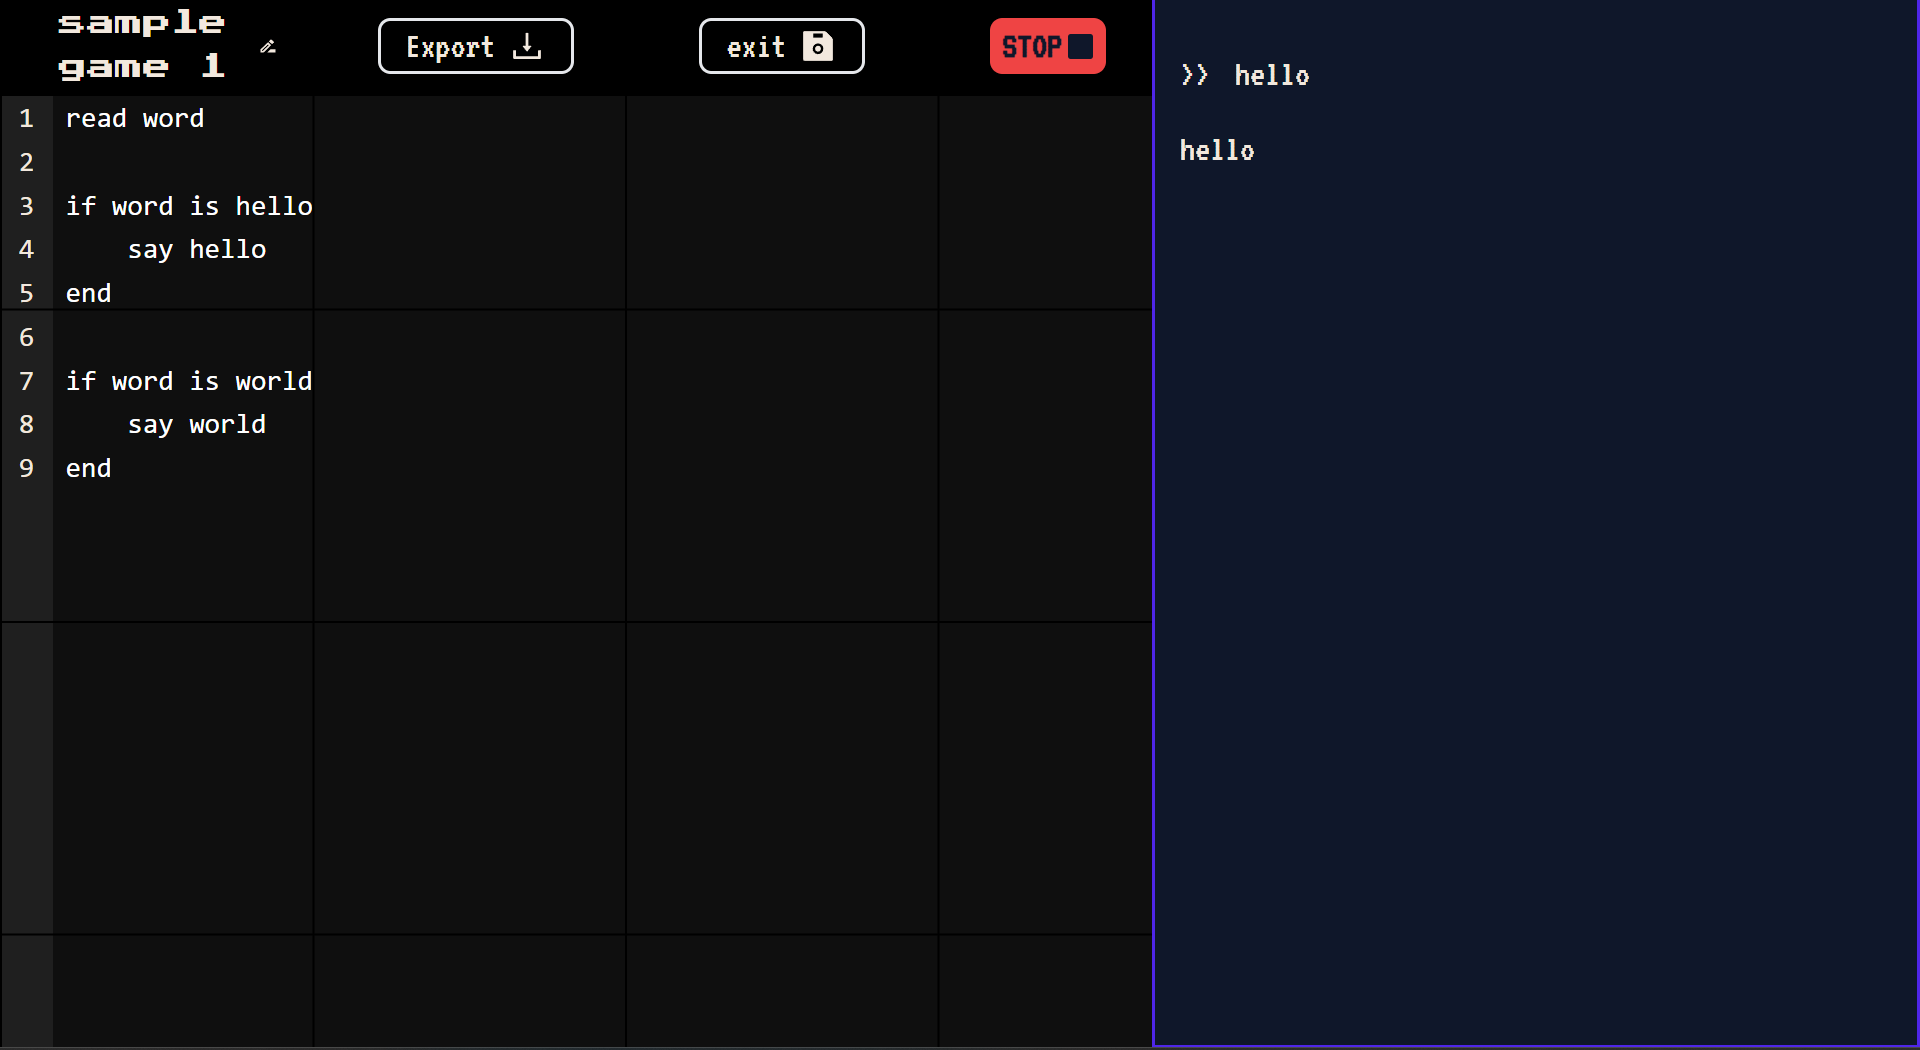 sample
game 1
Export
exit
STOP
1 read word
2
3 if word is hello
4     say hello
5 end
6
7 if word is world
8     say world
9 end
>> hello
hello